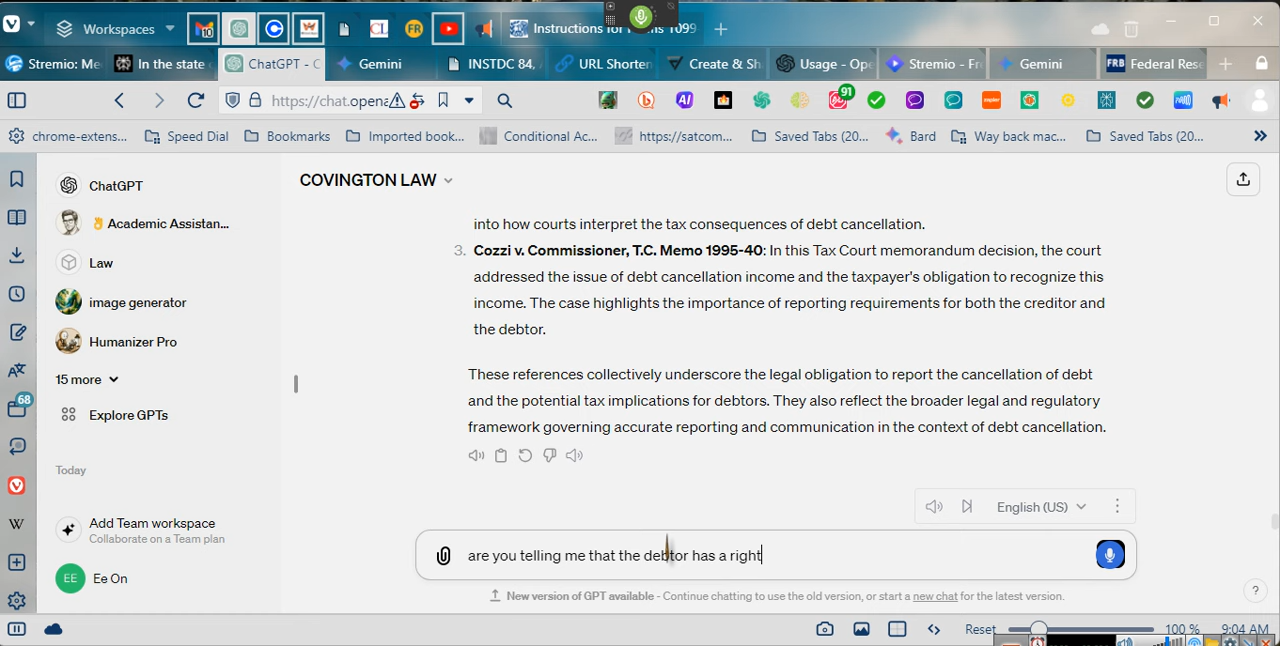 Workspaces
10
CL
FR
Instructions for
1099
Stremio: Me
In the state
ChatGPT - C
Gemini
INSTDC 84,
URL Shorten
Create & Sh
Usage - Ope
Stremio - Fr
Gemini
FRB Federal Rese
https://chat.opena
91
chrome-extens...
Speed Dial
Bookmarks
Imported book...
Conditional Ac...
https://satcom...
Saved Tabs (20...
Bard
Way back mac...
Saved Tabs (20...
ChatGPT
Academic Assistan...
Law
image generator
Humanizer Pro
15 more
Explore GPTs
Today
Add Team workspace
Collaborate on a Team plan
EE Ee On
68
W
COVINGTON LAW
into how courts interpret the tax consequences of debt cancellation.
3. Cozzi v. Commissioner, T.C. Memo 1995-40: In this Tax Court memorandum decision, the court
addressed the issue of debt cancellation income and the taxpayer's obligation to recognize this
income. The case highlights the importance of reporting requirements for both the creditor and
the debtor.
These references collectively underscore the legal obligation to report the cancellation of debt
and the potential tax implications for debtors. They also reflect the broader legal and regulatory
framework governing accurate reporting and communication in the context of debt cancellation.
English (US)
are you telling me that the debtor has a right
New version of GPT available - Continue chatting to use the old version, or start a new chat for the latest version.
?
Reset
100 %
9:04 AM